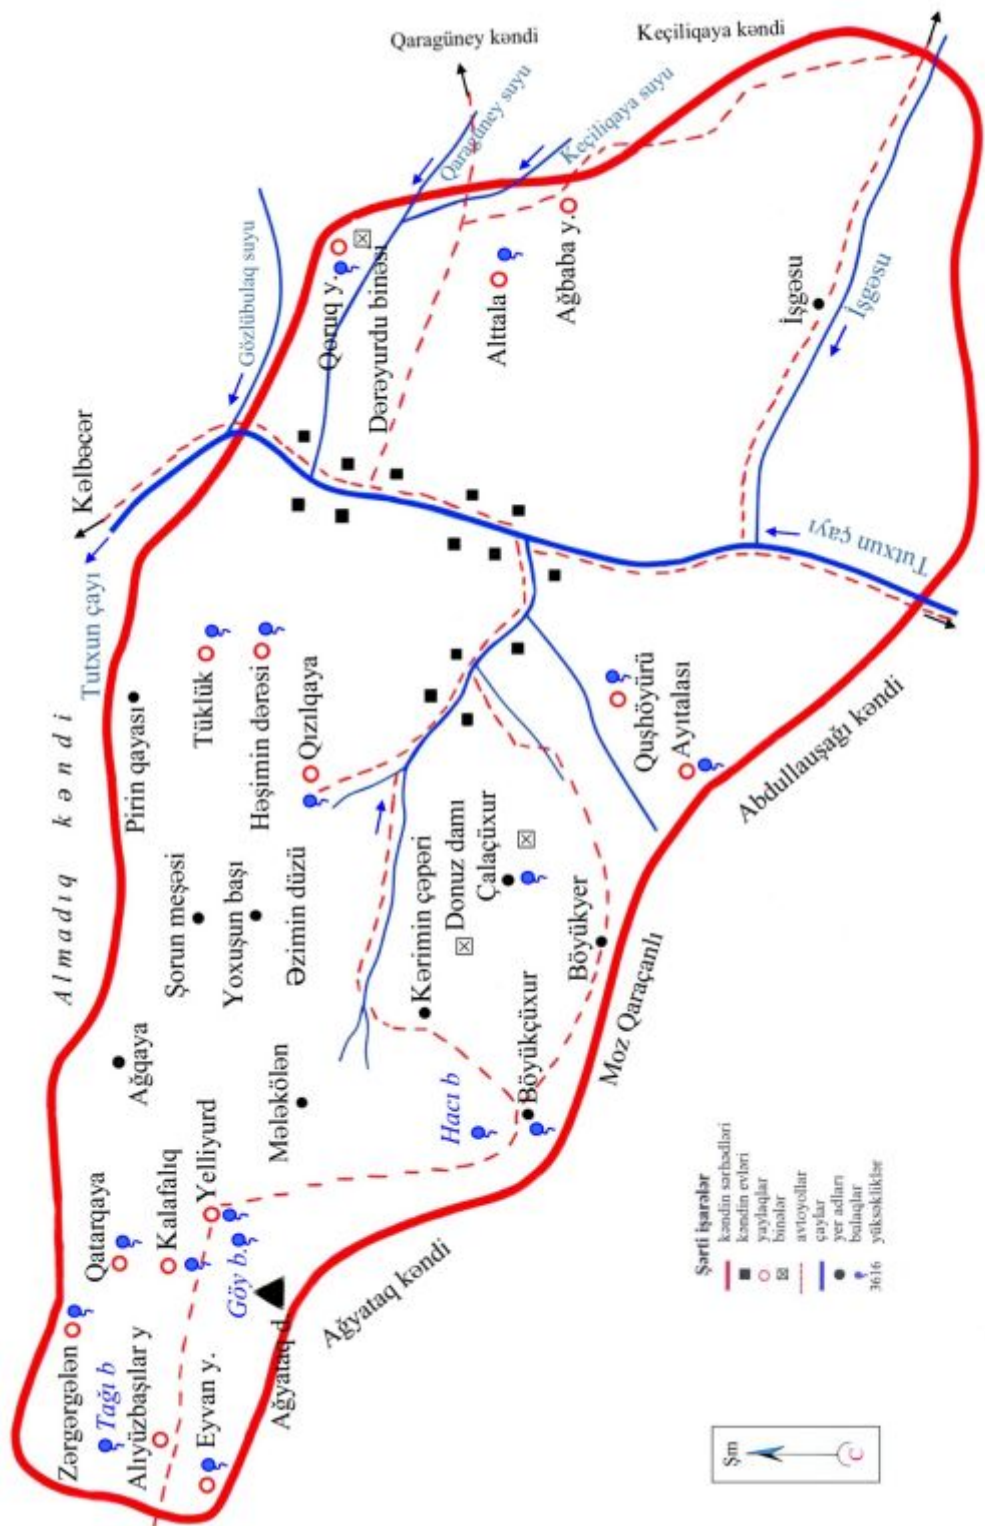 Qaragüney kəndi
Keçiliqaya kəndi
Qaragüney suyu
Keçiliqaya suyu
Gözlübulaq suyu
Kəlbəcər
Tutxun çayı
Almadıq kəndi
Qoruq y.
Dərəyurdu binəsi
Alttala
Ağbaba y.
İşgəsu
İşgəsu
Tutxun çayı
Pirin qayası
Tüklük
Həşimin dərəsi
Qızılqaya
Quşhöyürü
Ayıtalası
Abdullauşağı kəndi
Şorun meşəsi
Yoxuşun başı
Əzimin düzü
Kərimin çəpəri
Donuz damı
Çalaçüxur
Böyükyer
Moz Qaraçanlı
Ağqaya
Mələkölən
Hacı b
Böyükçüxur
Qatarqaya
Kalafalıq
Yelliyurd
Göy b.
Ağyataq d.
Ağyataq kəndi
Zərgərgələn
Tağı b
Alıyüzbaşılar y
Eyvan y.
Şərti işarələr
kəndin sərhədləri
kəndin evləri
yaylaqlar
binələr
avtoyollar
çaylar
yer adları
bulaqlar
3616 yüksəkliklər
Şm
C